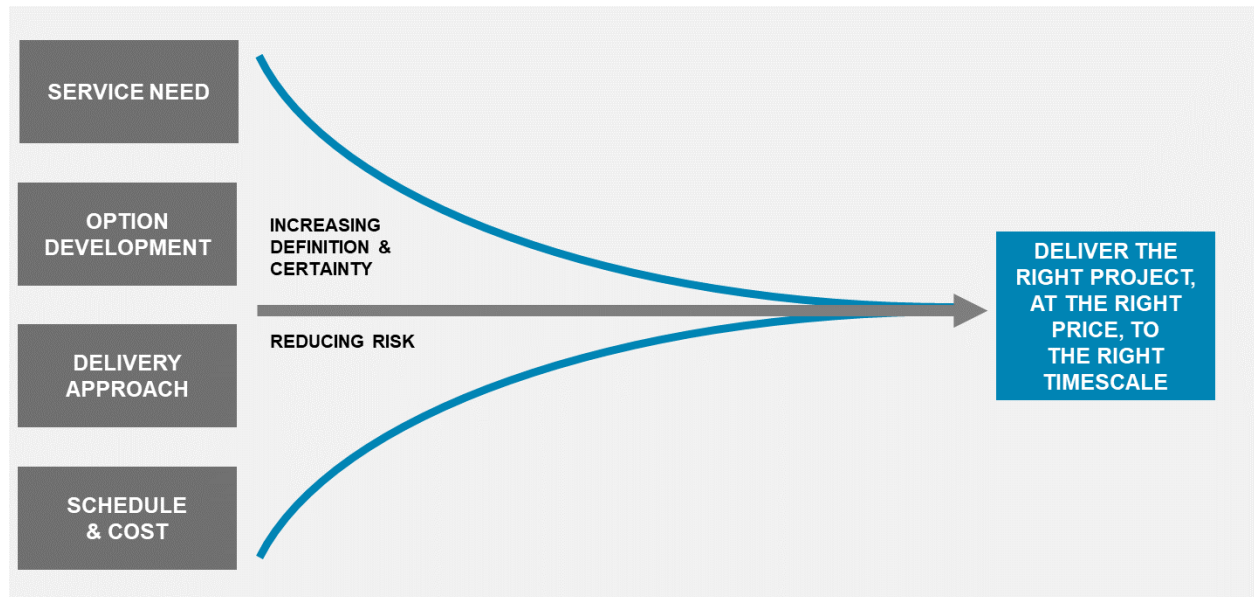 SERVICE NEED
OPTION
DEVELOPMENT
DELIVERY
APPROACH
SCHEDULE
& COST
INCREASING
DEFINITION &
CERTAINTY
REDUCING RISK
DELIVER THE
RIGHT PROJECT,
AT THE RIGHT
PRICE, TO
THE RIGHT
TIMESCALE